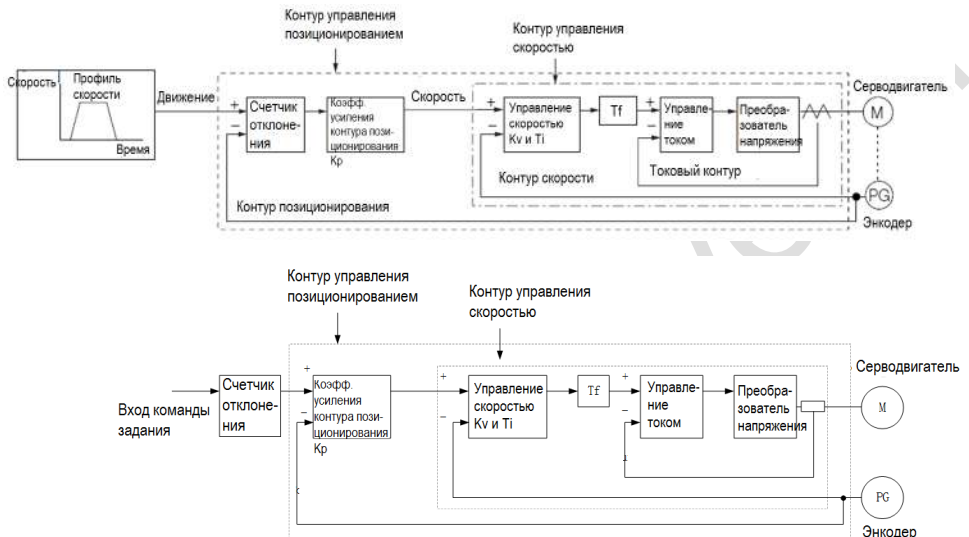 Контур управления
позиционированием
Контур управления
скоростью
Скорость
Профиль
скорости
Время
Движение
+
−
Счетчик
отклоне-
ния
Коэфф.
усиления
контура пози-
ционирования
Kp
Скорость
+
−
Управление
скоростью
Kv и Ti
Tf
+
−
Управле-
ние
током
Преобра-
зователь
напряжения
Серводвигатель
M
Контур скорости
Токовый контур
Контур позиционирования
PG
Энкодер
Контур управления
позиционированием
Контур управления
скоростью
Вход команды
задания
Счетчик
отклоне-
ния
+
−
Коэфф.
усиления
контура пози-
ционирования
Kp
+
−
Управление
скоростью
Kv и Ti
Tf
+
−
Управле-
ние
током
Преобра-
зователь
напряжения
Серводвигатель
M
PG
Энкодер